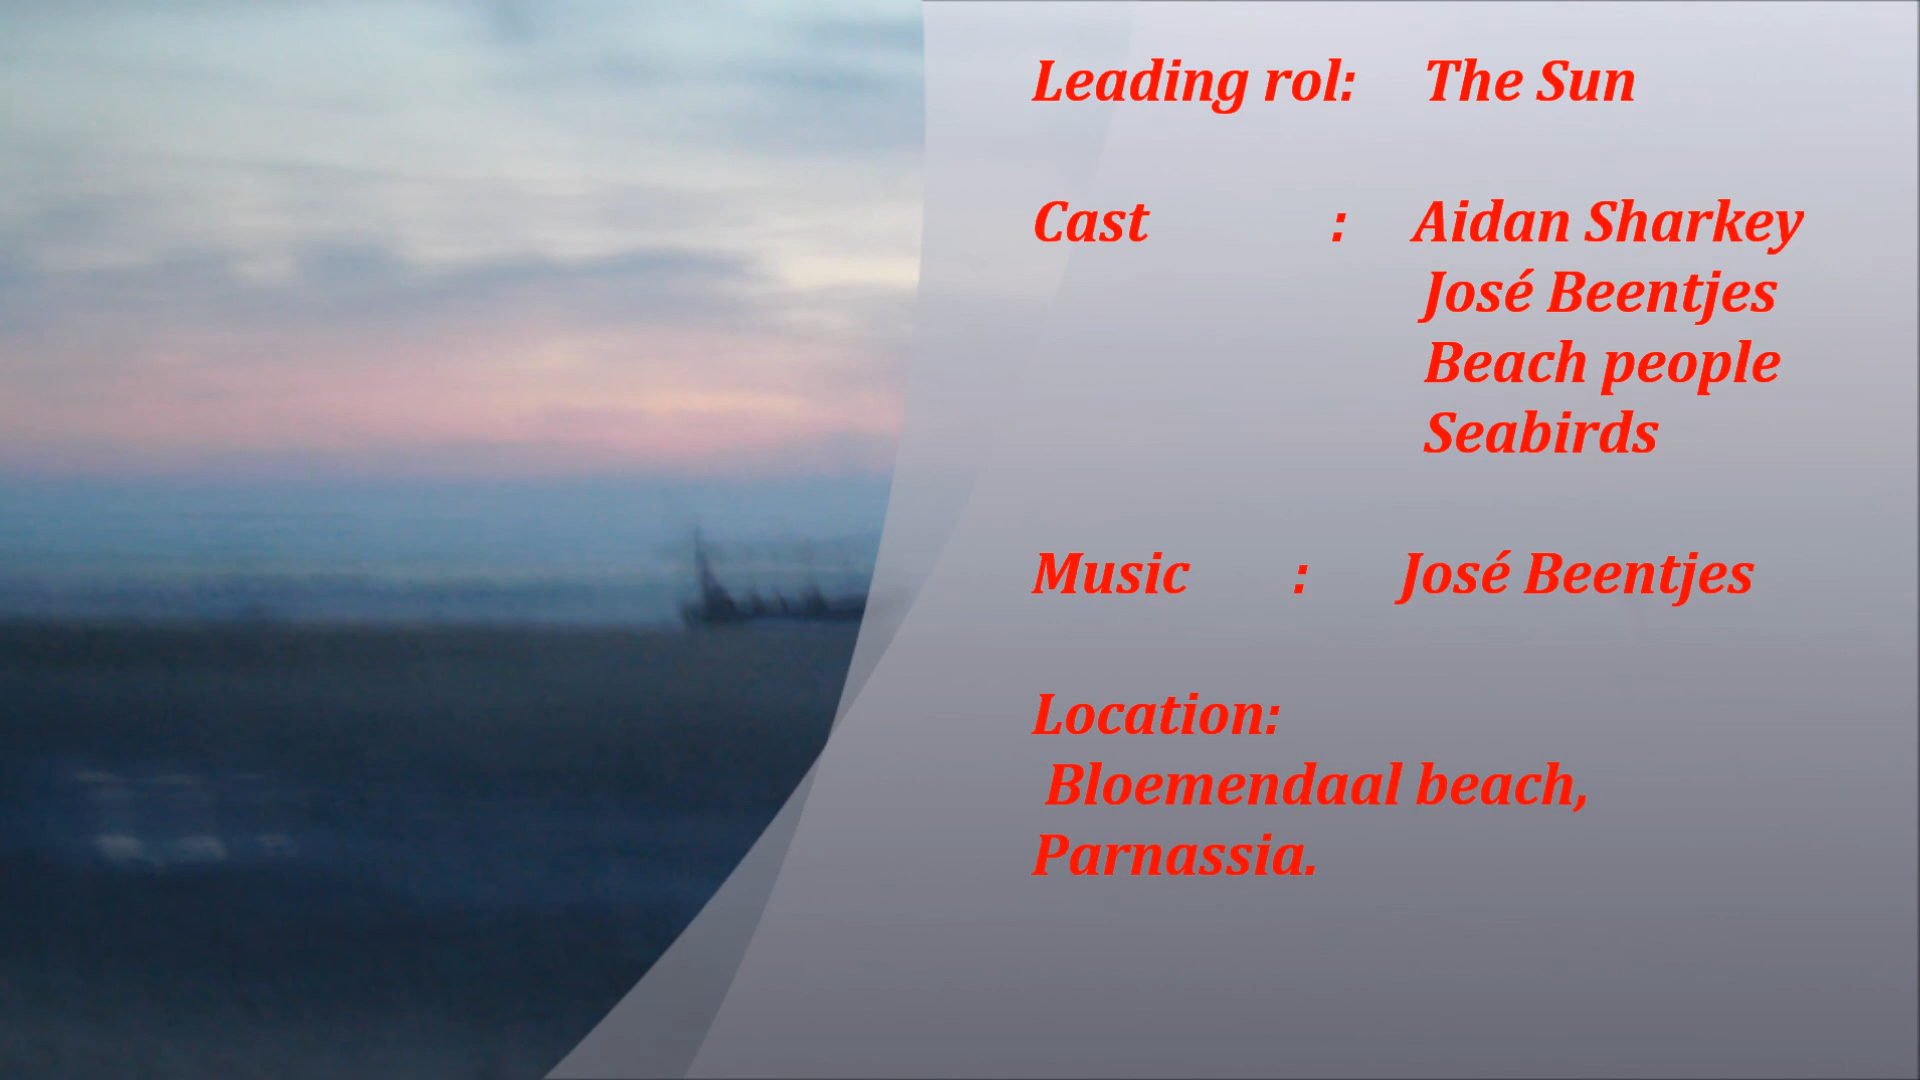 Leading rol: The Sun
Cast : Aidan Sharkey
José Beentjes
Beach people
Seabirds
Music : José Beentjes
Location:
Bloemendaal beach,
Parnassia.